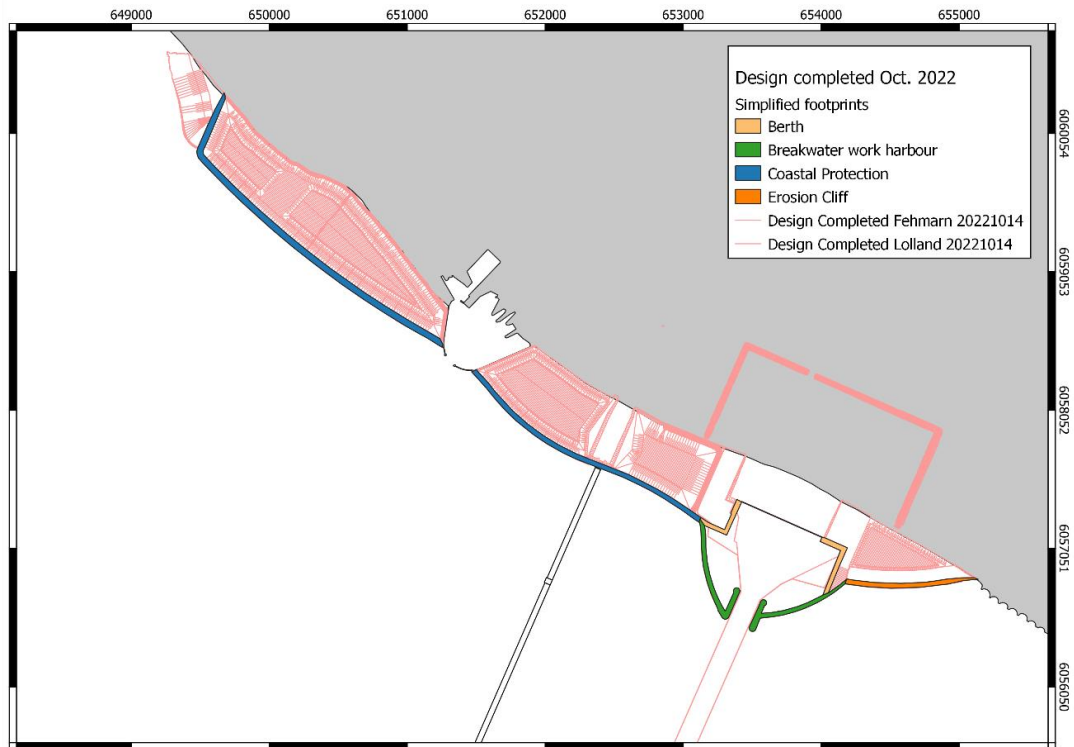 649000 650000 651000 652000 653000 654000 655000
Design completed Oct. 2022
Simplified footprints
Berth
Breakwater work harbour
Coastal Protection
Erosion Cliff
Design Completed Fehmarn 20221014
Design Completed Lolland 20221014
6060054
6059053
6058052
6057051
6056050